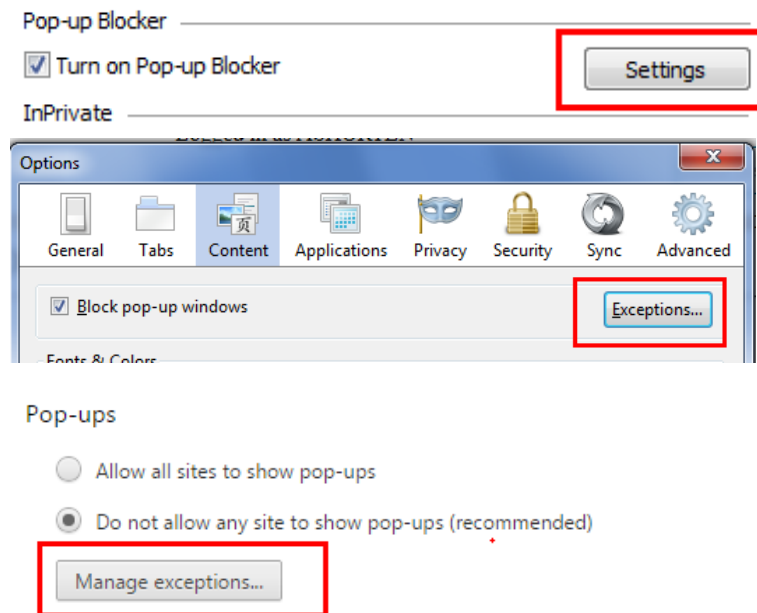 Pop-up Blocker
Turn on Pop-up Blocker
Settings
InPrivate
Options
General Tabs Content Applications Privacy Security Sync Advanced
页
Block pop-up windows
Exceptions...
Fonts & Colors
Pop-ups
Allow all sites to show pop-ups
Do not allow any site to show pop-ups (recommended)
Manage exceptions...